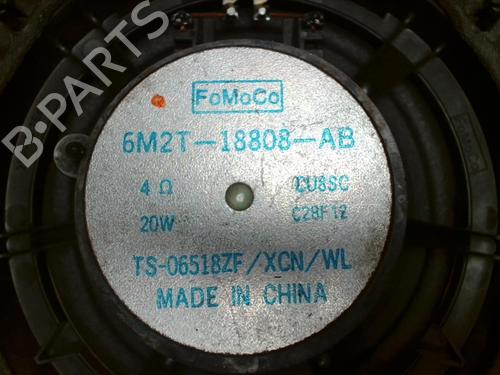 B-PARTS
FoMoCo
6M2T-18808-AB
4 Ω CU8SC
20W C28F12
TS-06518ZF/XCN/WL
MADE IN CHINA